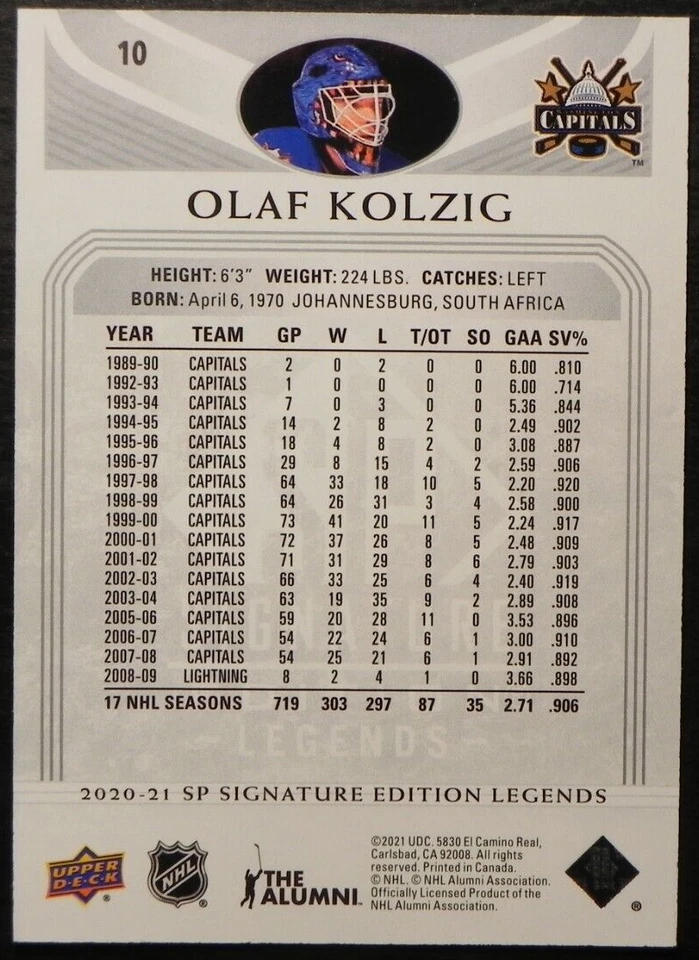 10
CAPITALS
TM
OLAF KOLZIG
HEIGHT: 6'3" WEIGHT: 224 LBS. CATCHES: LEFT
BORN: April 6, 1970 JOHANNESBURG, SOUTH AFRICA
YEAR TEAM GP W L T/OT SO GAA SV%
1989-90 CAPITALS 2 0 2 0 0 6.00 .810
1992-93 CAPITALS 1 0 0 0 0 6.00 .714
1993-94 CAPITALS 7 0 3 0 0 5.36 .844
1994-95 CAPITALS 14 2 8 2 0 2.49 .902
1995-96 CAPITALS 18 4 8 2 0 3.08 .887
1996-97 CAPITALS 29 8 15 4 2 2.59 .906
1997-98 CAPITALS 64 33 18 10 5 2.20 .920
1998-99 CAPITALS 64 26 31 3 4 2.58 .900
1999-00 CAPITALS 73 41 20 11 5 2.24 .917
2000-01 CAPITALS 72 37 26 8 5 2.48 .909
2001-02 CAPITALS 71 31 29 8 6 2.79 .903
2002-03 CAPITALS 66 33 25 6 4 2.40 .919
2003-04 CAPITALS 63 19 35 9 2 2.89 .908
2005-06 CAPITALS 59 20 28 11 0 3.53 .896
2006-07 CAPITALS 54 22 24 6 1 3.00 .910
2007-08 CAPITALS 54 25 21 6 1 2.91 .892
2008-09 LIGHTNING 8 2 4 1 0 3.66 .898
17 NHL SEASONS 719 303 297 87 35 2.71 .906
SIGNATURE
EDITION
LEGENDS
2020-21 SP SIGNATURE EDITION LEGENDS
UPPER
D·E·C·K
®
NHL
®
THE
ALUMNI
©2021 UDC. 5830 El Camino Real,
Carlsbad, CA 92008. All rights
reserved. Printed in Canada.
© NHL. © NHL Alumni Association.
Officially Licensed Product of the
NHL Alumni Association.
®